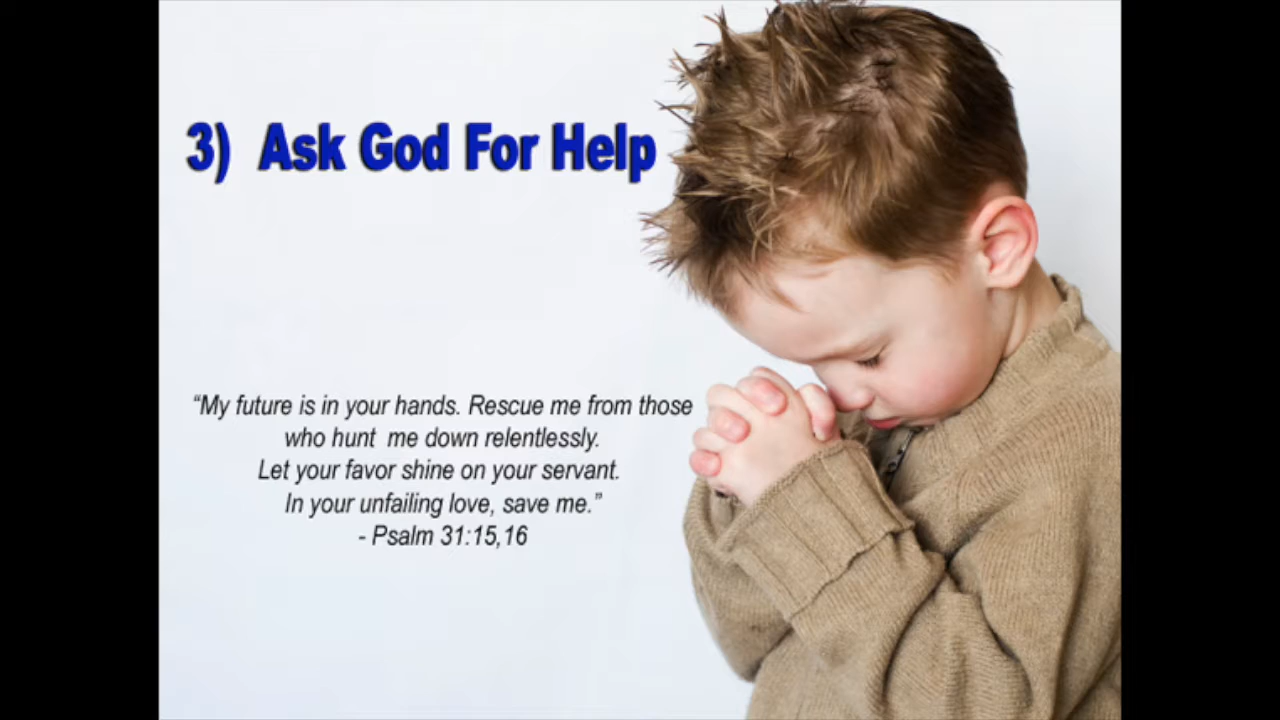 3) Ask God For Help
“My future is in your hands. Rescue me from those
who hunt me down relentlessly.
Let your favor shine on your servant.
In your unfailing love, save me.”
- Psalm 31:15,16